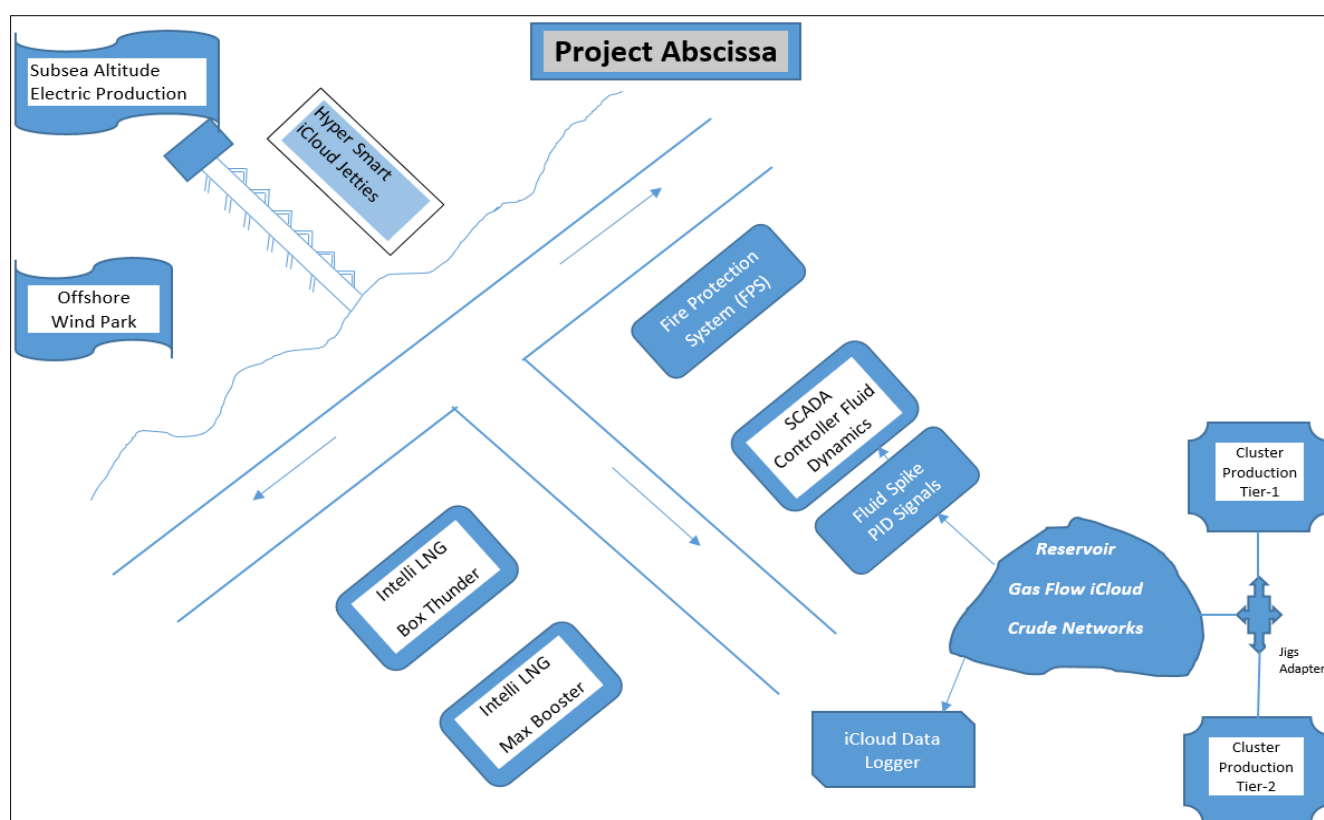 Project Abscissa
Subsea Altitude
Electric Production
Hyper Smart
iCloud Jetties
Offshore
Wind Park
Fire Protection
System (FPS)
SCADA
Controller Fluid
Dynamics
Fluid Spike
PID Signals
Cluster
Production
Tier-1
Reservoir
Gas Flow iCloud
Crude Networks
Jigs
Adapter
Intelli LNG
Box Thunder
Intelli LNG
Max Booster
iCloud Data
Logger
Cluster
Production
Tier-2